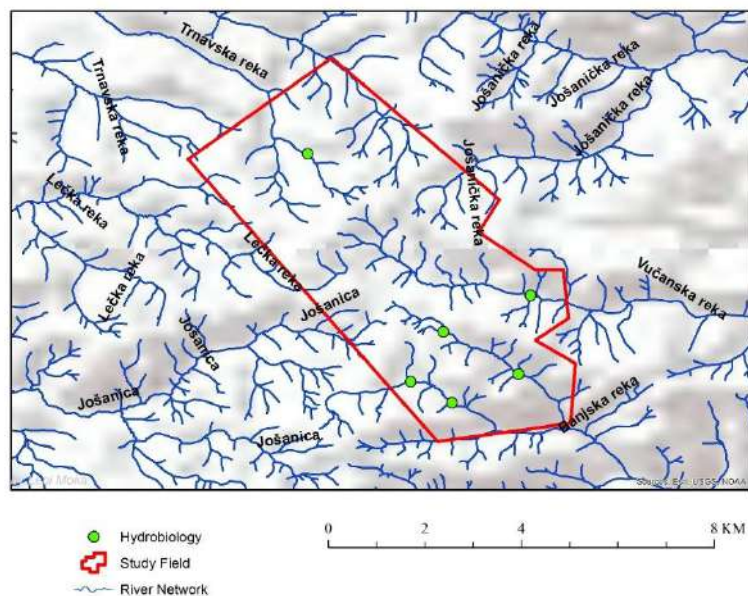 Trnavska reka
Trnavska reka
Jošanička reka
Jošanička reka
Jošanička reka
Jošanička reka
Lečka reka
Lečka reka
Lečka reka
Vučanska reka
Jošanica
Jošanica
Jošanica
Jošanica
Banjska reka
Sources: Esri, USGS, NOAA
Hydrobiology
Study Field
River Network
0 2 4 8 KM